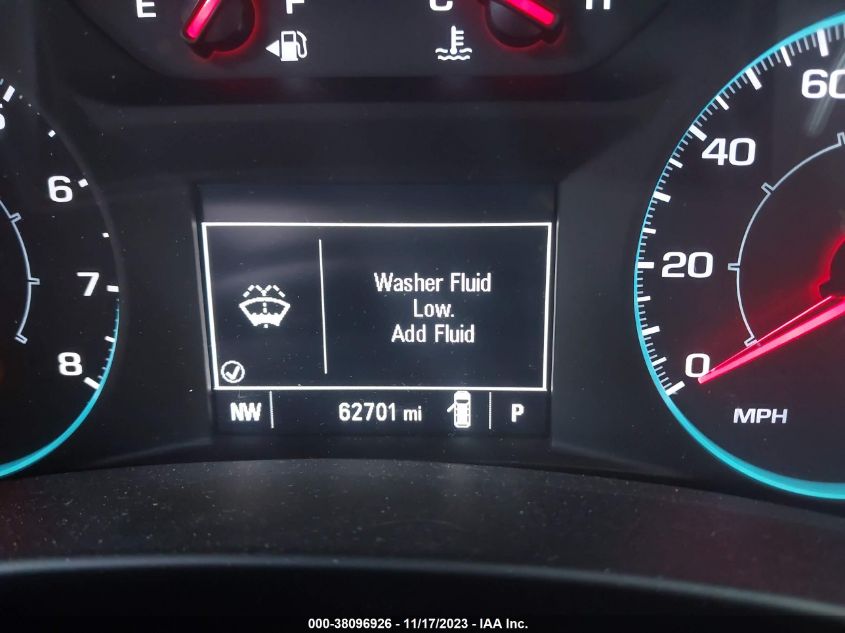 E F C H
5
6
7
8
60
40
20
0
MPH
Washer Fluid
Low.
Add Fluid
NW 62701 mi P
000-38096926 - 11/17/2023 - IAA Inc.